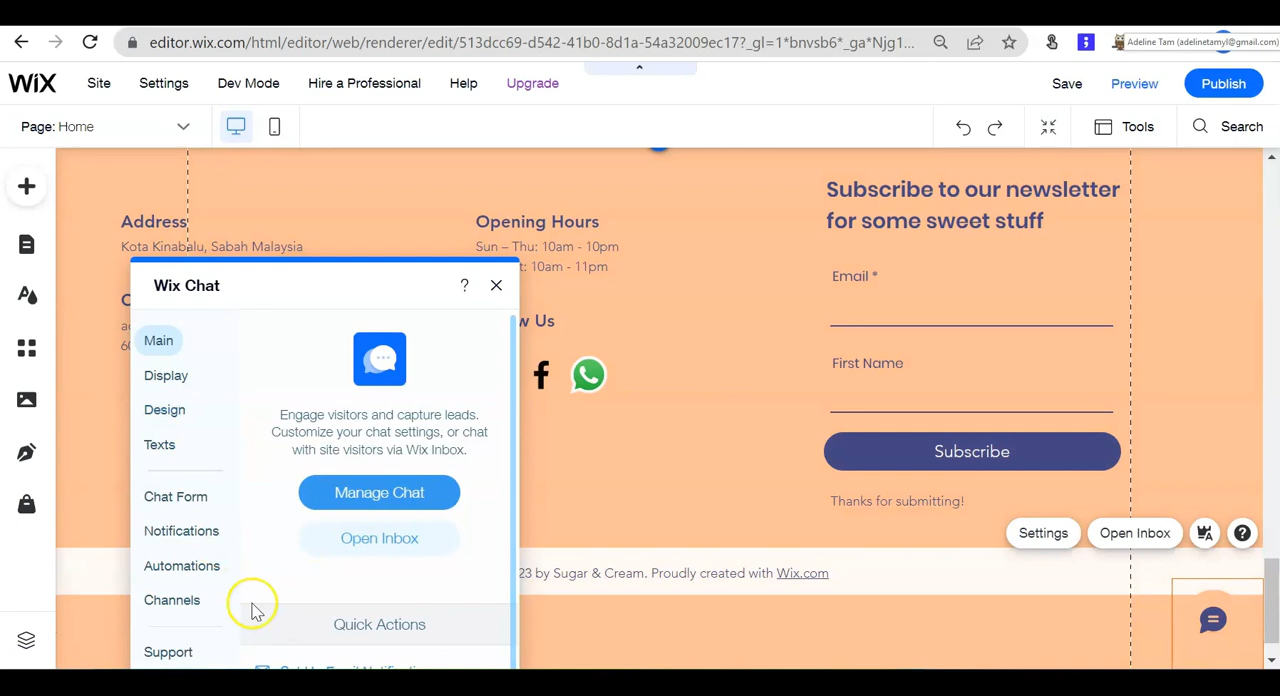 editor.wix.com/html/editor/web/renderer/edit/513dcc69-d542-41b0-8d1a-54a32009ec17?_gl=1*bnvsb6*_ga*Njg1...
Adeline Tam (adelinetamyl@gmail.com)
WiX
Site
Settings
Dev Mode
Hire a Professional
Help
Upgrade
Save
Preview
Publish
Page: Home
Tools
Search
Address
Kota Kinabalu, Sabah Malaysia
Opening Hours
Sun – Thu: 10am - 10pm
t: 10am - 11pm
w Us
Subscribe to our newsletter
for some sweet stuff
Email *
First Name
Subscribe
Thanks for submitting!
Wix Chat
?
Main
Display
Design
Texts
Chat Form
Notifications
Automations
Channels
Support
Engage visitors and capture leads.
Customize your chat settings, or chat
with site visitors via Wix Inbox.
Manage Chat
Open Inbox
Quick Actions
Settings
Open Inbox
23 by Sugar & Cream. Proudly created with Wix.com